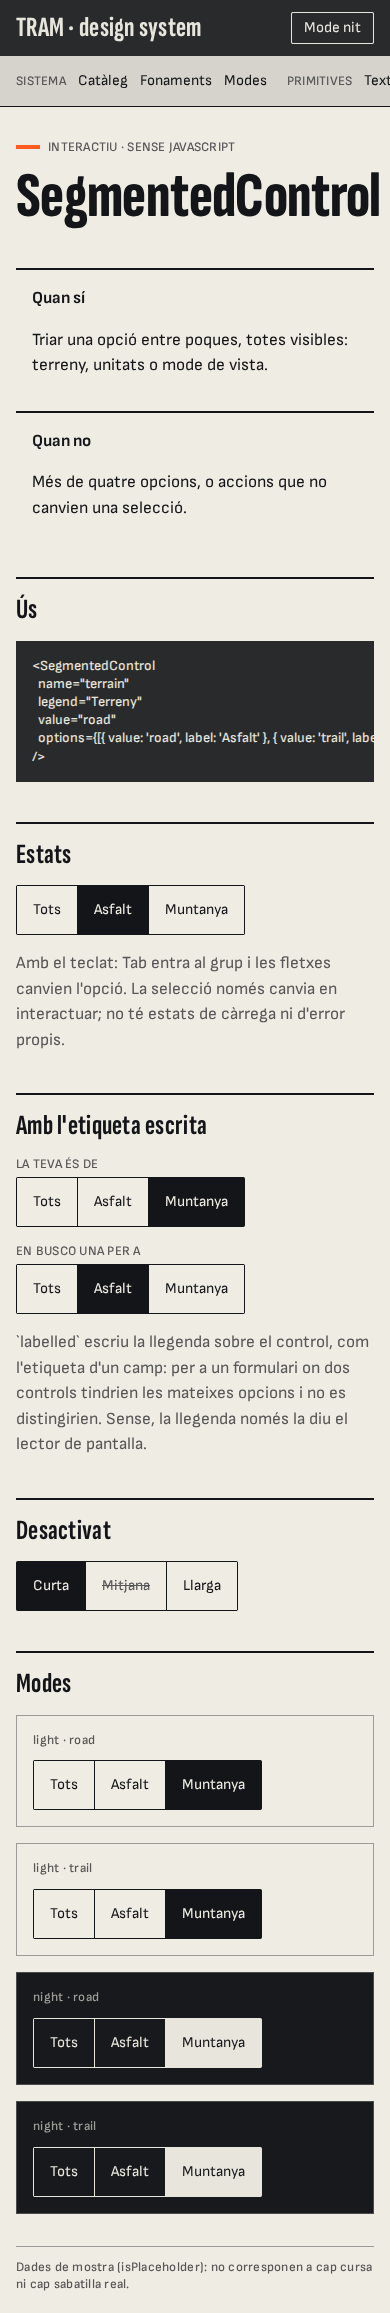 TRAM · design system
Mode nit
SISTEMA Catàleg Fonaments Modes PRIMITIVES Text
INTERACTIU · SENSE JAVASCRIPT
SegmentedControl
Quan sí
Triar una opció entre poques, totes visibles:
terreny, unitats o mode de vista.
Quan no
Més de quatre opcions, o accions que no
canvien una selecció.
Ús
<SegmentedControl
name="terrain"
legend="Terreny"
value="road"
options={[{ value: 'road', label: 'Asfalt' }, { value: 'trail', labe
/>
Estats
Tots Asfalt Muntanya
Amb el teclat: Tab entra al grup i les fletxes
canvien l'opció. La selecció només canvia en
interactuar; no té estats de càrrega ni d'error
propis.
Amb l'etiqueta escrita
LA TEVA ÉS DE
Tots Asfalt Muntanya
EN BUSCO UNA PER A
Tots Asfalt Muntanya
`labelled` escriu la llegenda sobre el control, com
l'etiqueta d'un camp: per a un formulari on dos
controls tindrien les mateixes opcions i no es
distingirien. Sense, la llegenda només la diu el
lector de pantalla.
Desactivat
Curta Mitjana Llarga
Modes
light · road
Tots Asfalt Muntanya
light · trail
Tots Asfalt Muntanya
night · road
Tots Asfalt Muntanya
night · trail
Tots Asfalt Muntanya
Dades de mostra (isPlaceholder): no corresponen a cap cursa
ni cap sabatilla real.